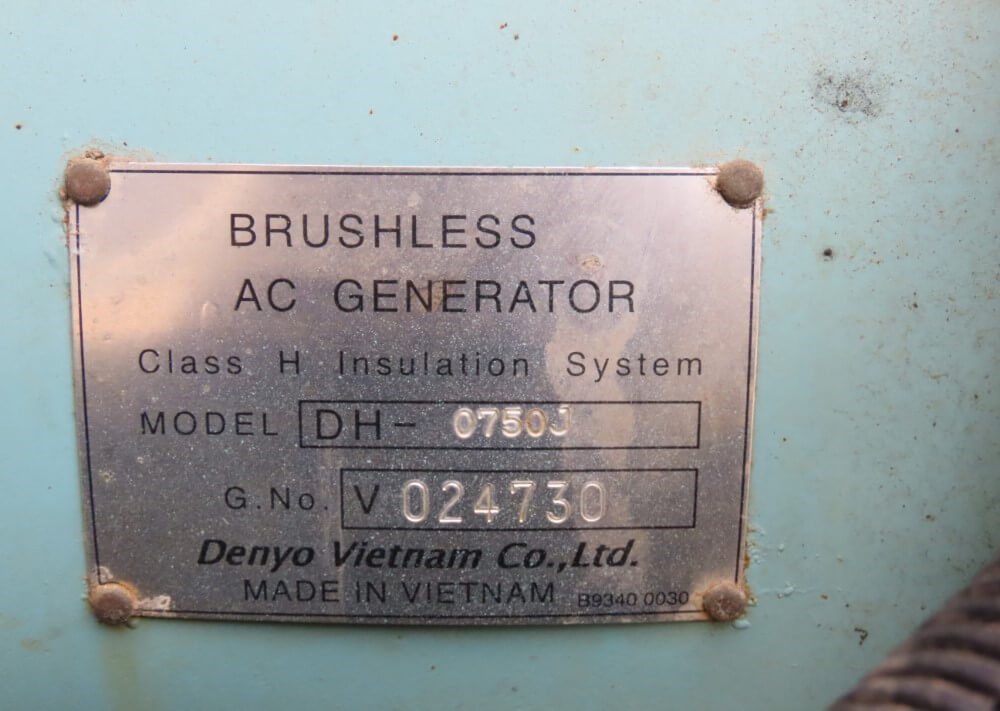 BRUSHLESS
AC GENERATOR
Class H Insulation System
MODEL DH- 0750J
G.No. V 024730
Denyo Vietnam Co.,Ltd.
MADE IN VIETNAM B9340 0030